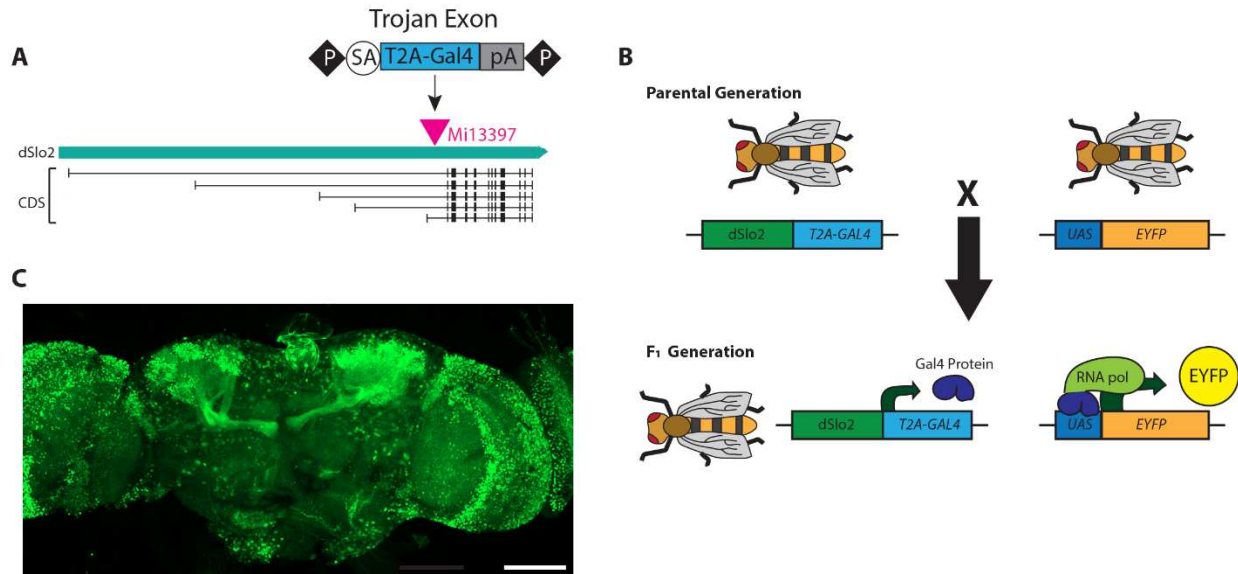 A
Trojan Exon
P
SA
T2A-Gal4
pA
P
Mi13397
dSlo2
CDS
B
Parental Generation
X
dSlo2
T2A-GAL4
UAS
EYFP
F1 Generation
Gal4 Protein
dSlo2
T2A-GAL4
RNA pol
EYFP
UAS
EYFP
C